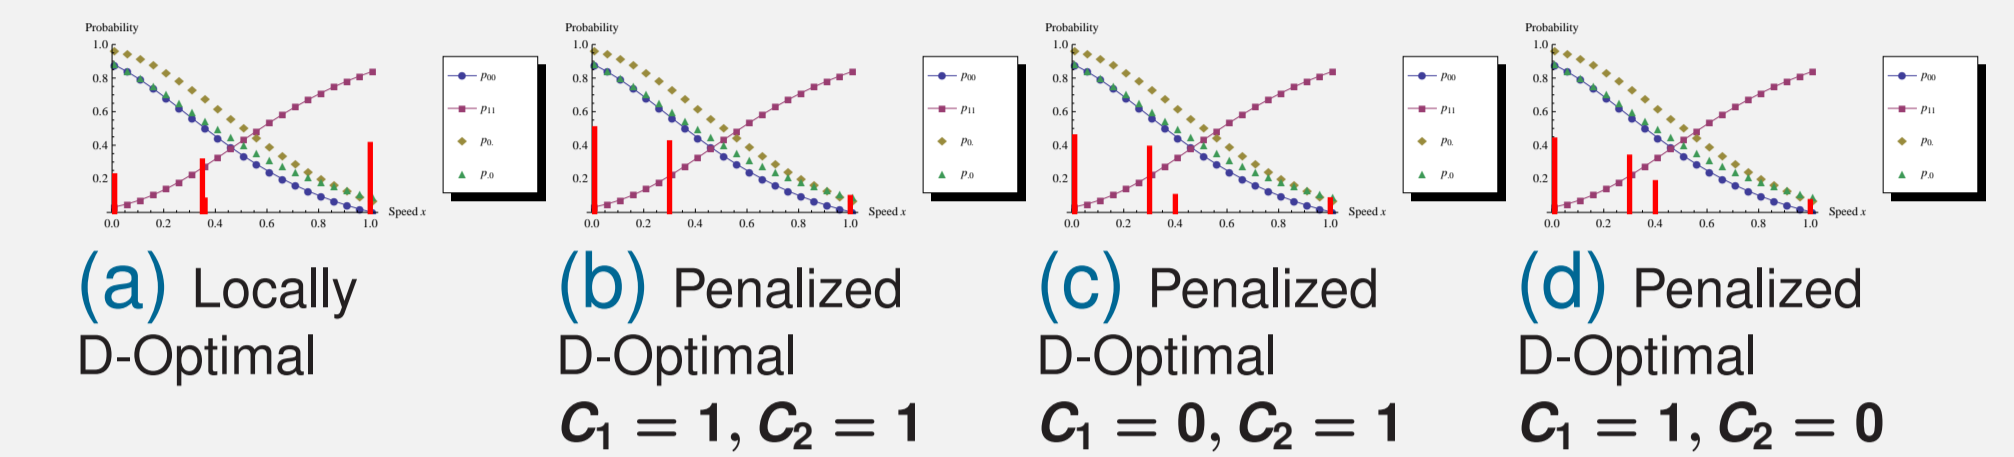 Probability
1.0
0.8
0.6
0.4
0.2
0.0 0.2 0.4 0.6 0.8 1.0
Speed x
p00
p11
p0.
p.0
(a) Locally
D-Optimal
Probability
1.0
0.8
0.6
0.4
0.2
0.0 0.2 0.4 0.6 0.8 1.0
Speed x
p00
p11
p0.
p.0
(b) Penalized
D-Optimal
C1 = 1, C2 = 1
Probability
1.0
0.8
0.6
0.4
0.2
0.0 0.2 0.4 0.6 0.8 1.0
Speed x
p00
p11
p0.
p.0
(c) Penalized
D-Optimal
C1 = 0, C2 = 1
Probability
1.0
0.8
0.6
0.4
0.2
0.0 0.2 0.4 0.6 0.8 1.0
Speed x
p00
p11
p0.
p.0
(d) Penalized
D-Optimal
C1 = 1, C2 = 0